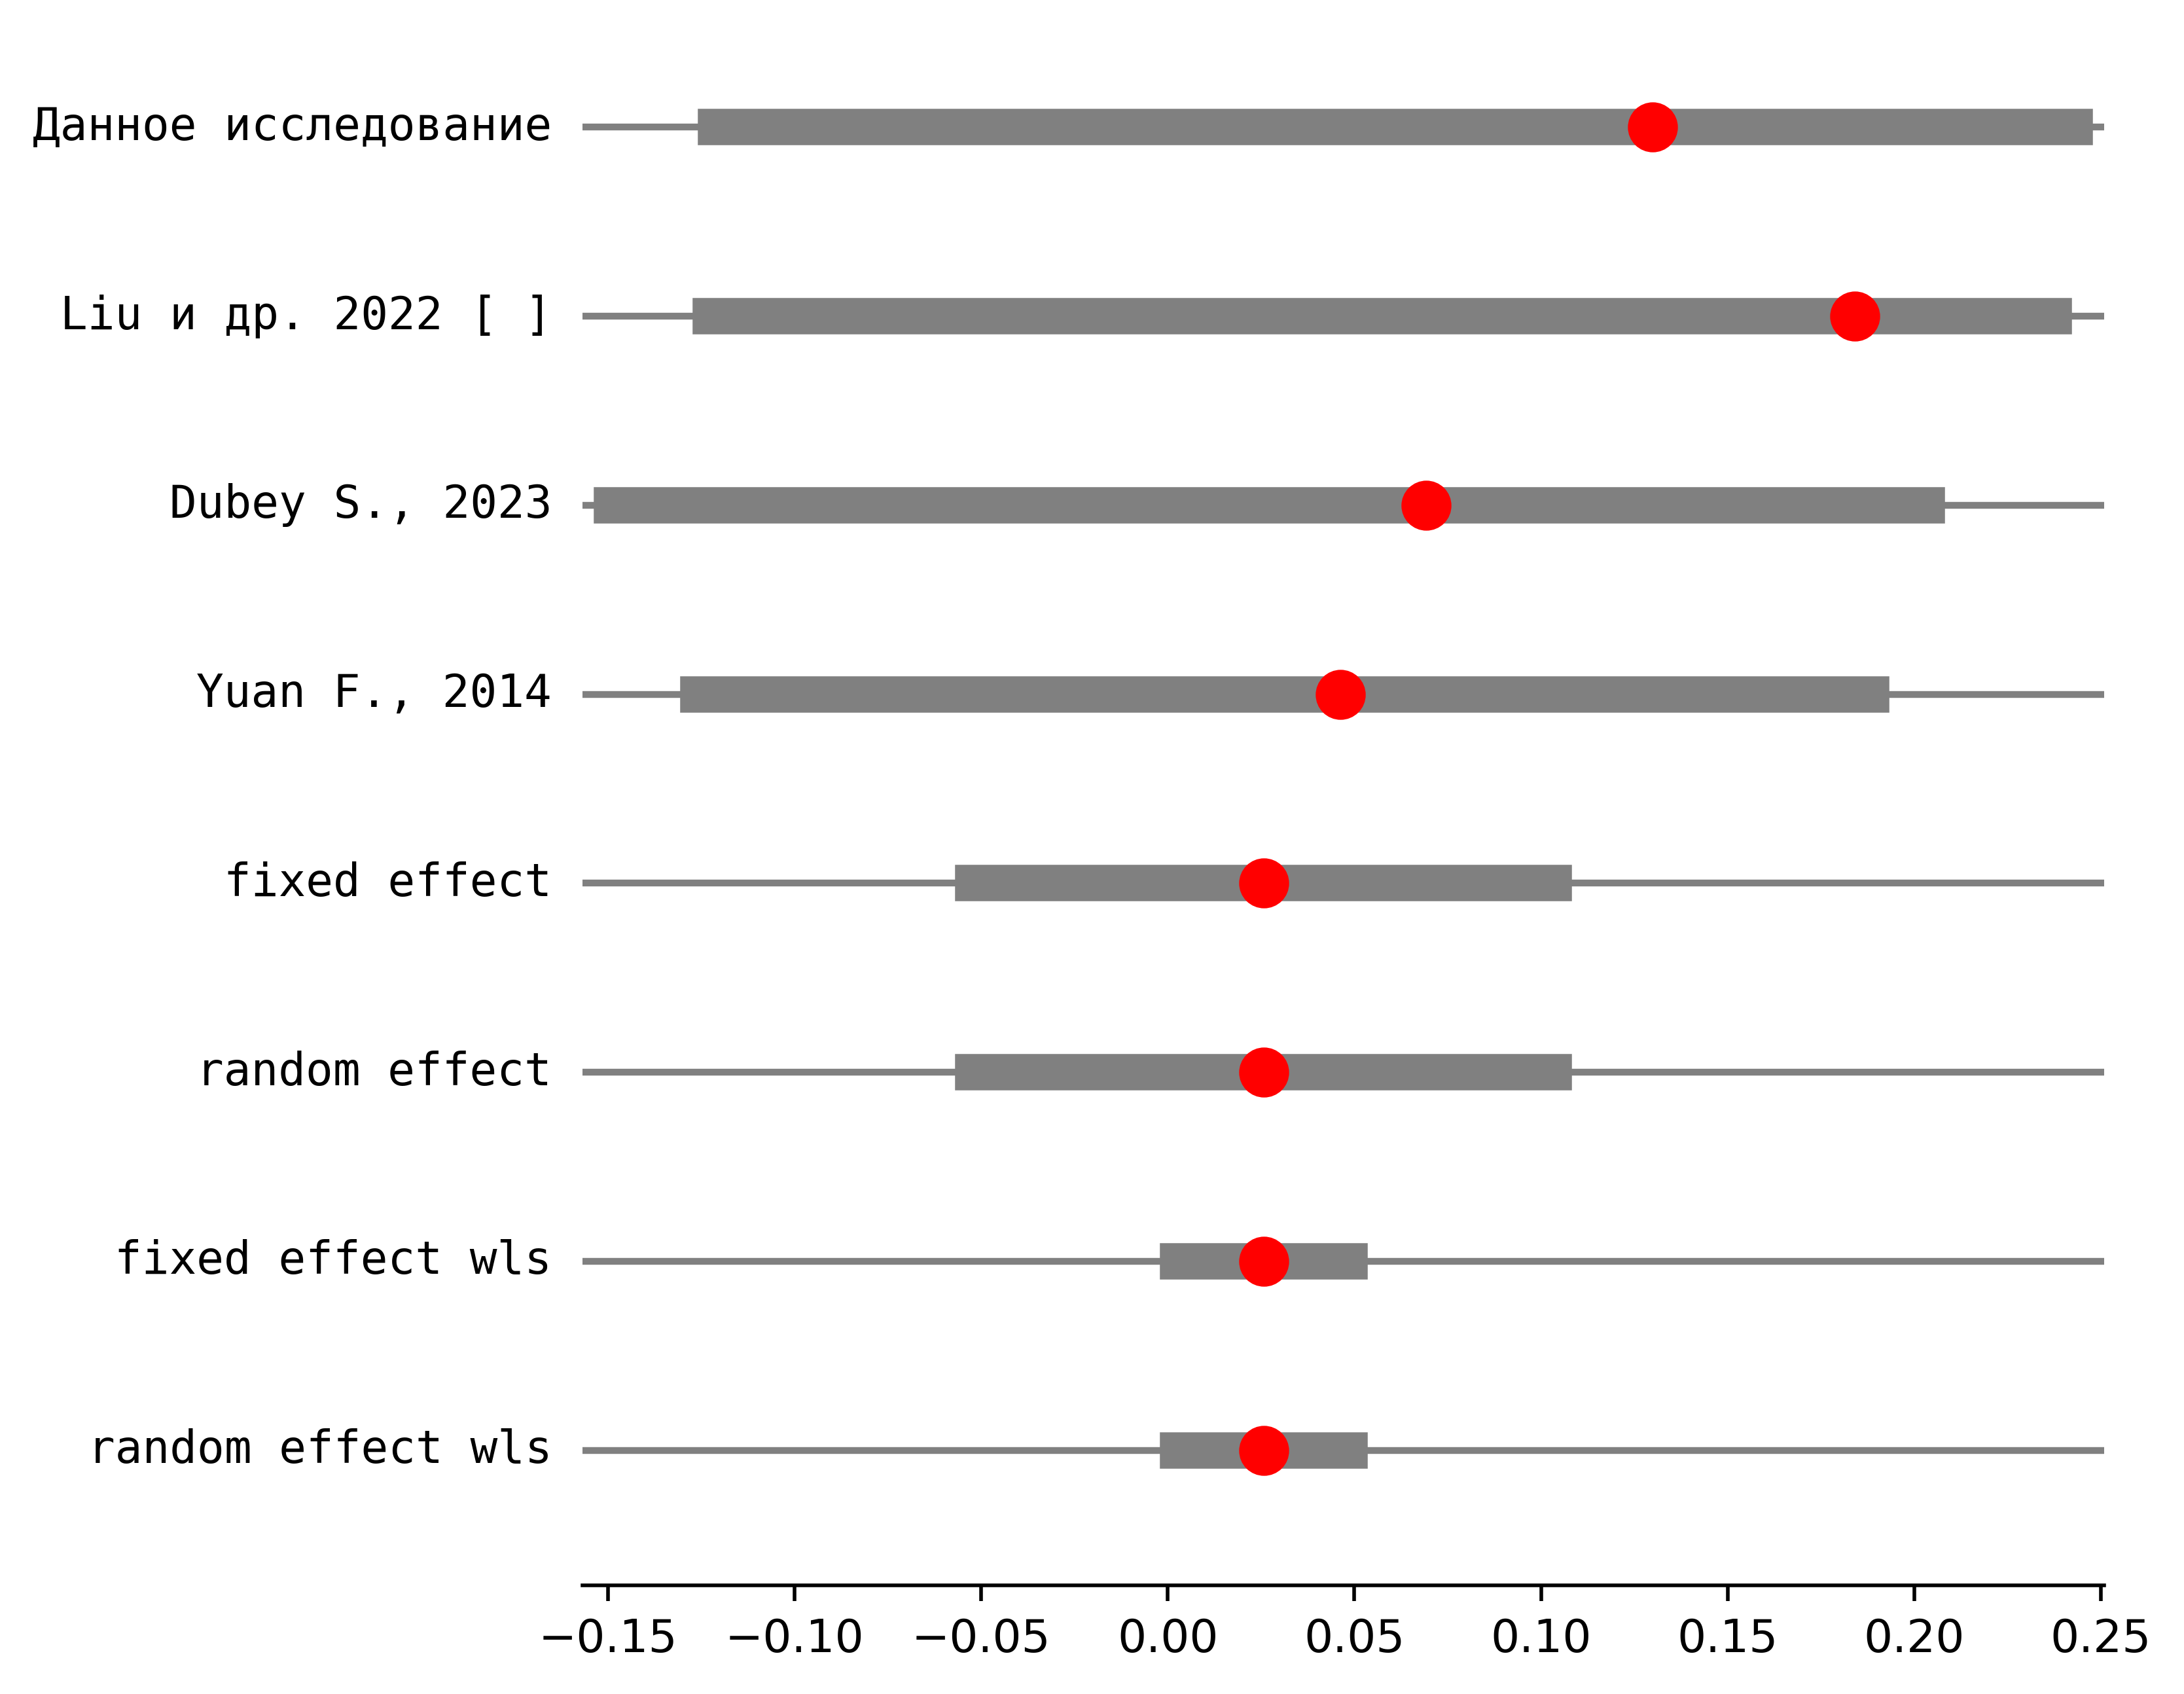 Данное исследование
Liu и др. 2022 [ ]
Dubey S., 2023
Yuan F., 2014
fixed effect
random effect
fixed effect wls
random effect wls
−0.15 −0.10 −0.05 0.00 0.05 0.10 0.15 0.20 0.25